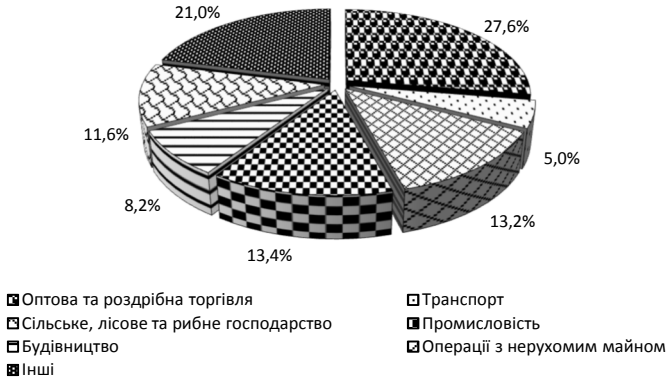 21,0%
27,6%
11,6%
5,0%
8,2%
13,2%
13,4%
Оптова та роздрібна торгівля
Транспорт
Сільське, лісове та рибне господарство
Промисловість
Будівництво
Операції з нерухомим майном
Інші